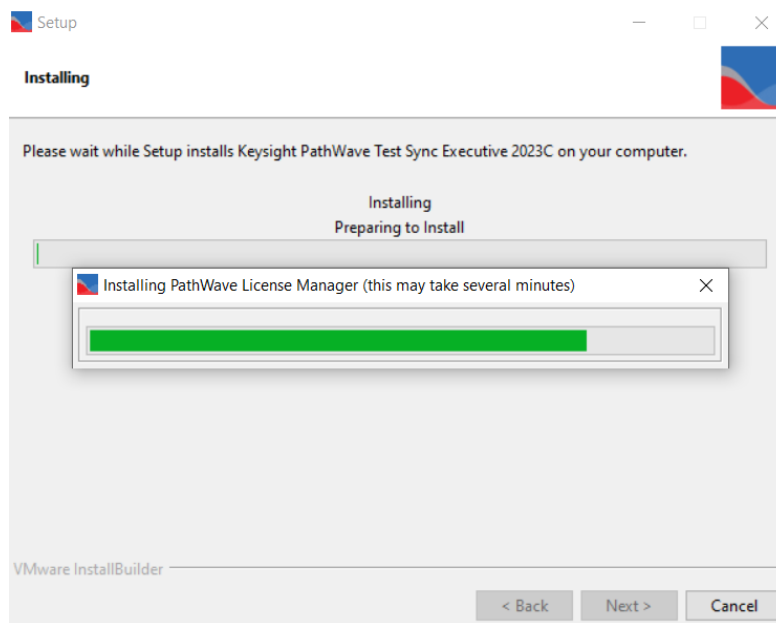 Setup
Installing
Please wait while Setup installs Keysight PathWave Test Sync Executive 2023C on your computer.
Installing
Preparing to Install
Installing PathWave License Manager (this may take several minutes)
VMware InstallBuilder
< Back Next > Cancel